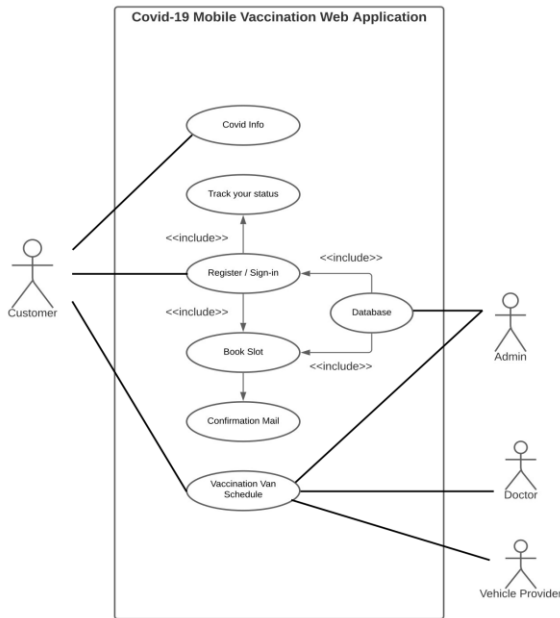 Covid-19 Mobile Vaccination Web Application
Covid Info
Track your status
<<include>>
<<include>>
Register / Sign-in
Customer
<<include>>
Database
Book Slot
<<include>>
Admin
Confirmation Mail
Vaccination Van
Schedule
Doctor
Vehicle Provider